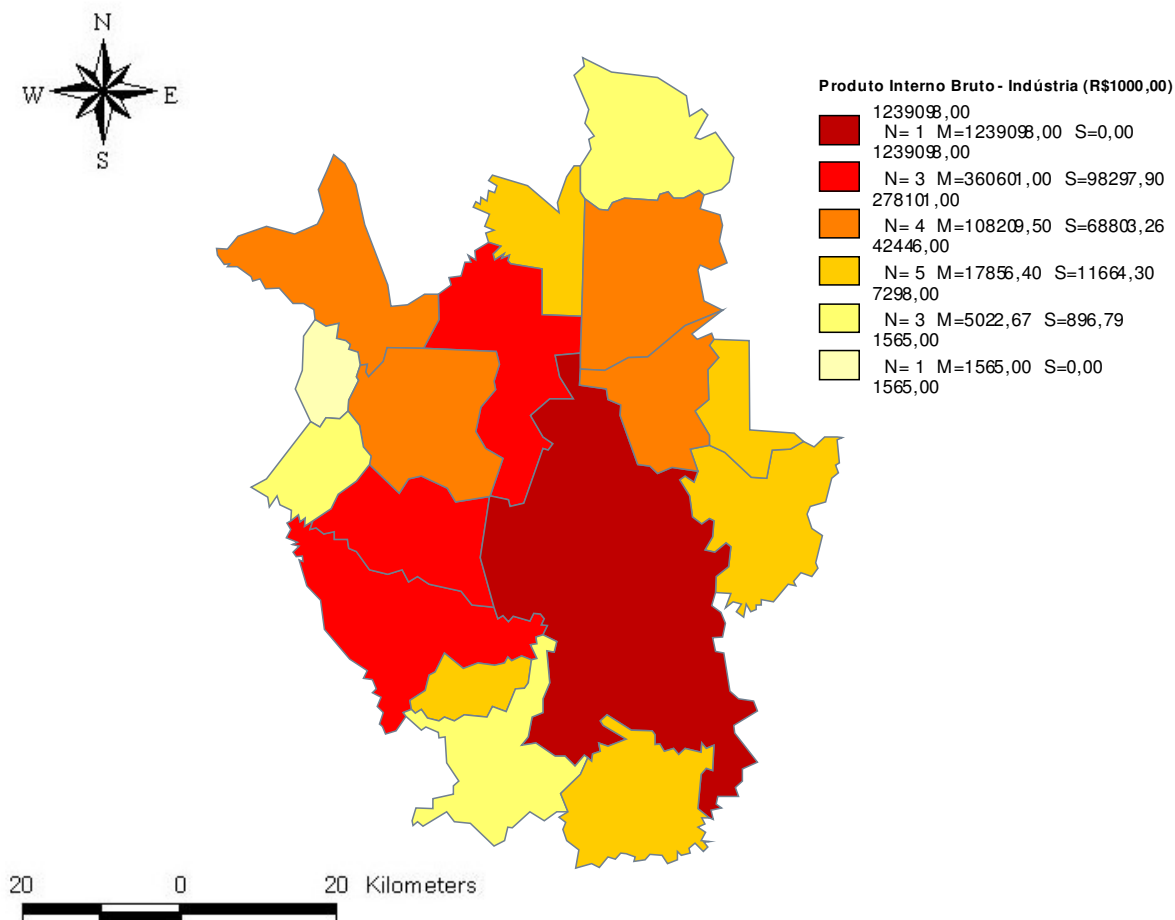 N
W E
S
Produto Interno Bruto - Indústria (R$1000,00)
1239098,00
N= 1 M=1239098,00 S=0,00
1239098,00
N= 3 M=360601,00 S=98297,90
278101,00
N= 4 M=108209,50 S=68803,26
42446,00
N= 5 M=17856,40 S=11664,30
7298,00
N= 3 M=5022,67 S=896,79
1565,00
N= 1 M=1565,00 S=0,00
1565,00
20 0 20 Kilometers